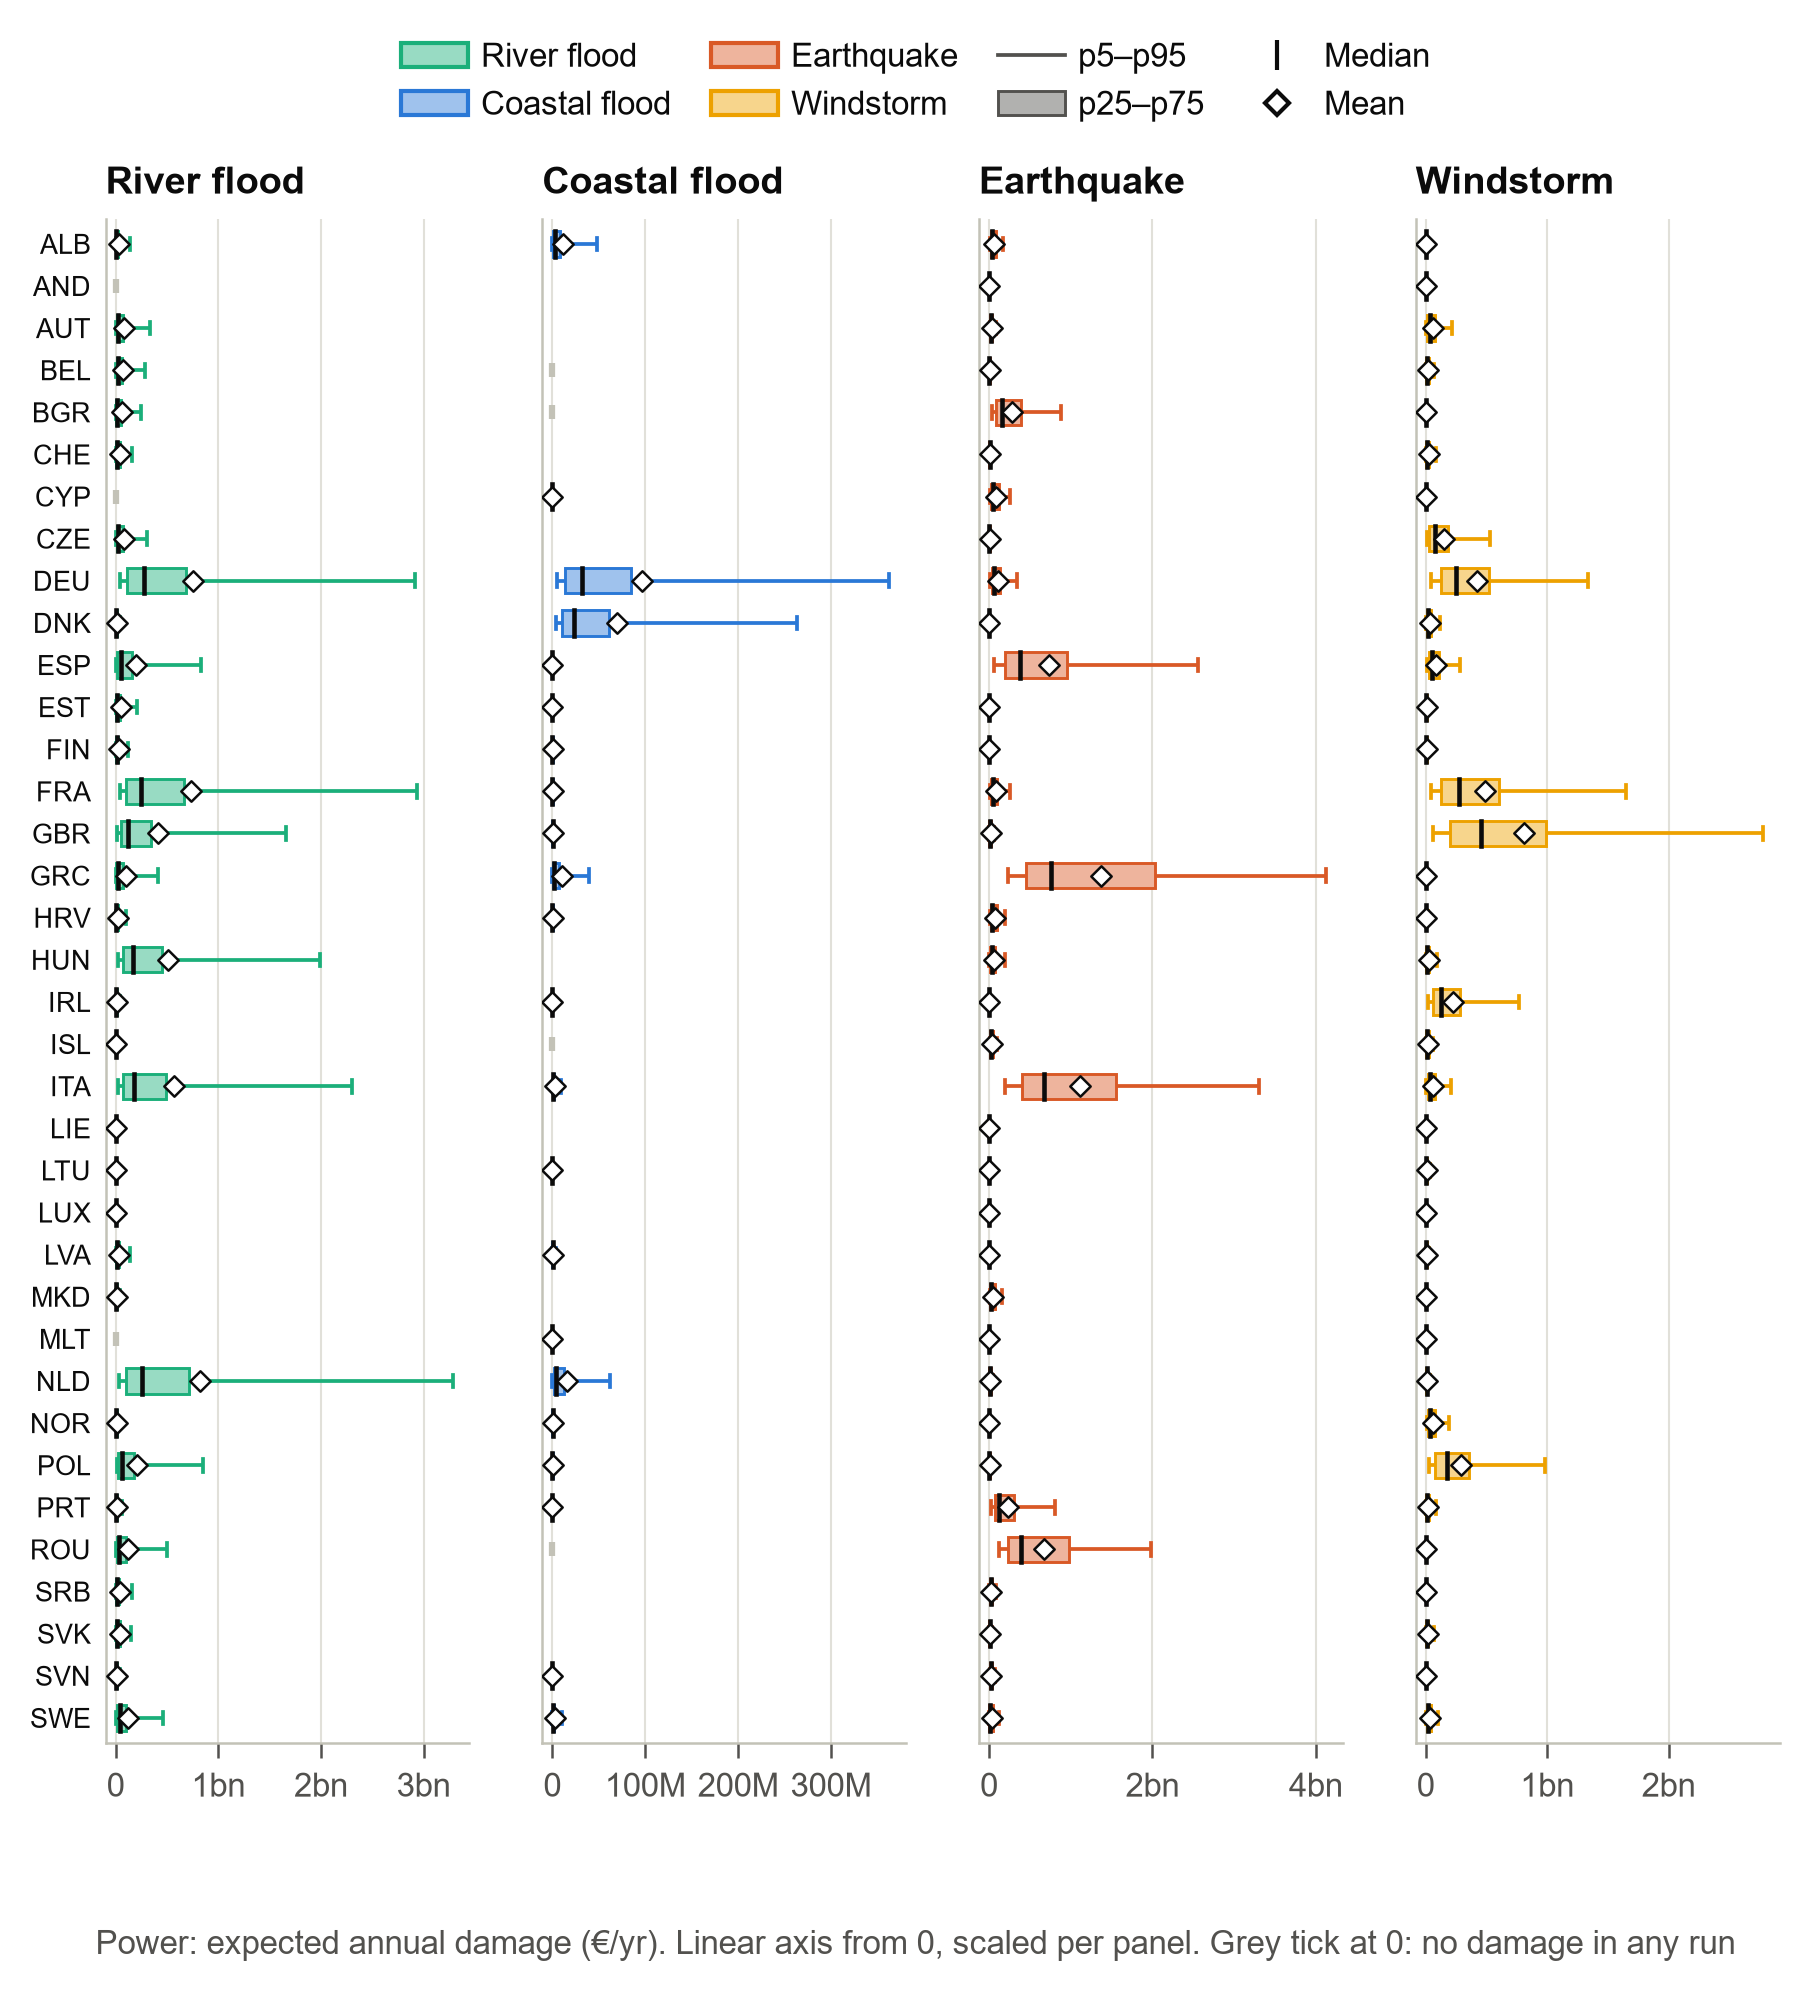 River flood Earthquake p5–p95 Median
Coastal flood Windstorm p25–p75 Mean
River flood Coastal flood Earthquake Windstorm
ALB
AND
AUT
BEL
BGR
CHE
CYP
CZE
DEU
DNK
ESP
EST
FIN
FRA
GBR
GRC
HRV
HUN
IRL
ISL
ITA
LIE
LTU
LUX
LVA
MKD
MLT
NLD
NOR
POL
PRT
ROU
SRB
SVK
SVN
SWE
0 1bn 2bn 3bn 0 100M 200M 300M 0 2bn 4bn 0 1bn 2bn
Power: expected annual damage (€/yr). Linear axis from 0, scaled per panel. Grey tick at 0: no damage in any run